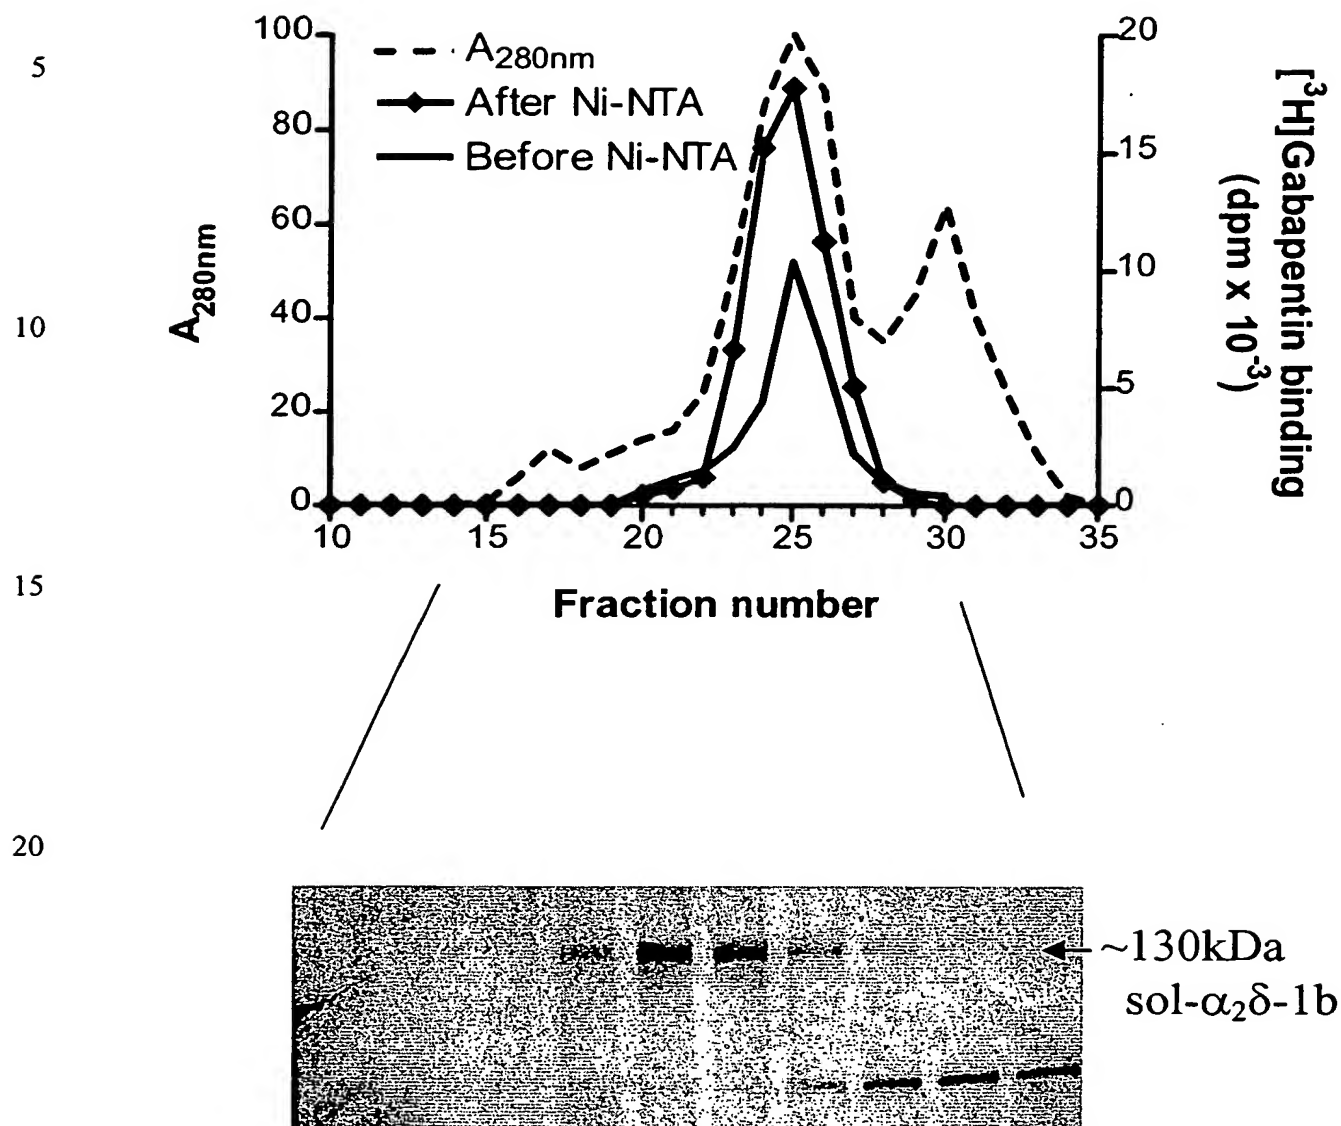 5
10
15
20
A280nm
After Ni-NTA
Before Ni-NTA
100
80
60
40
20
0
A280nm
20
15
10
5
0
[³H]Gabapentin binding
(dpm x 10⁻³)
10 15 20 25 30 35
Fraction number
~130kDa
sol-α₂δ-1b